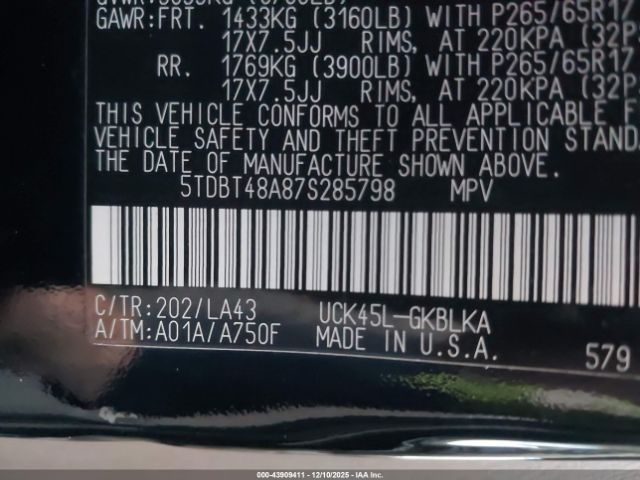 GAWR:FRT. 1433KG (3160LB) WITH P265/65R17
17X7.5JJ RIMS, AT 220KPA (32P
RR. 1769KG (3900LB) WITH P265/65R17
17X7.5JJ RIMS, AT 220KPA (32P
THIS VEHICLE CONFORMS TO ALL APPLICABLE F
VEHICLE SAFETY AND THEFT PREVENTION STAND
THE DATE OF MANUFACTURE SHOWN ABOVE.
5TDBT48A87S285798 MPV
C/TR:202/LA43 UCK45L-GKBLKA
A/TM:A01A/A750F MADE IN U.S.A.
579
000-43909411 - 12/10/2025 - IAAI.com